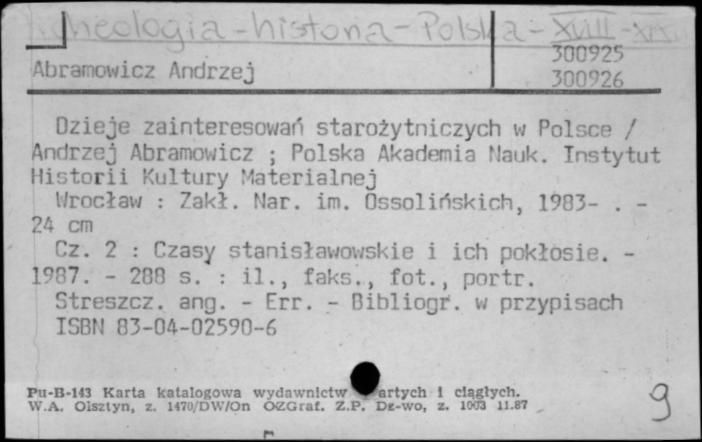 Archeologia - historia - Polska - XVIII -
300925
Abramowicz Andrzej
300926
Dzieje zainteresowań starożytniczych w Polsce /
Andrzej Abramowicz ; Polska Akademia Nauk. Instytut
Historii Kultury Materialnej
Wrocław : Zakł. Nar. im. Ossolińskich, 1983- . -
24 cm
Cz. 2 : Czasy stanisławowskie i ich pokłosie. -
1987. - 288 s. : il., faks., fot., portr.
Streszcz. ang. - Err. - Bibliogr. w przypisach
ISBN 83-04-02590-6
Pu-B-143 Karta katalogowa wydawnictw artych i ciągłych.
W.A. Olsztyn, z. 1470/DW/On OZGraf. Z.P. Dz-wo, z. 1003 11.87
9